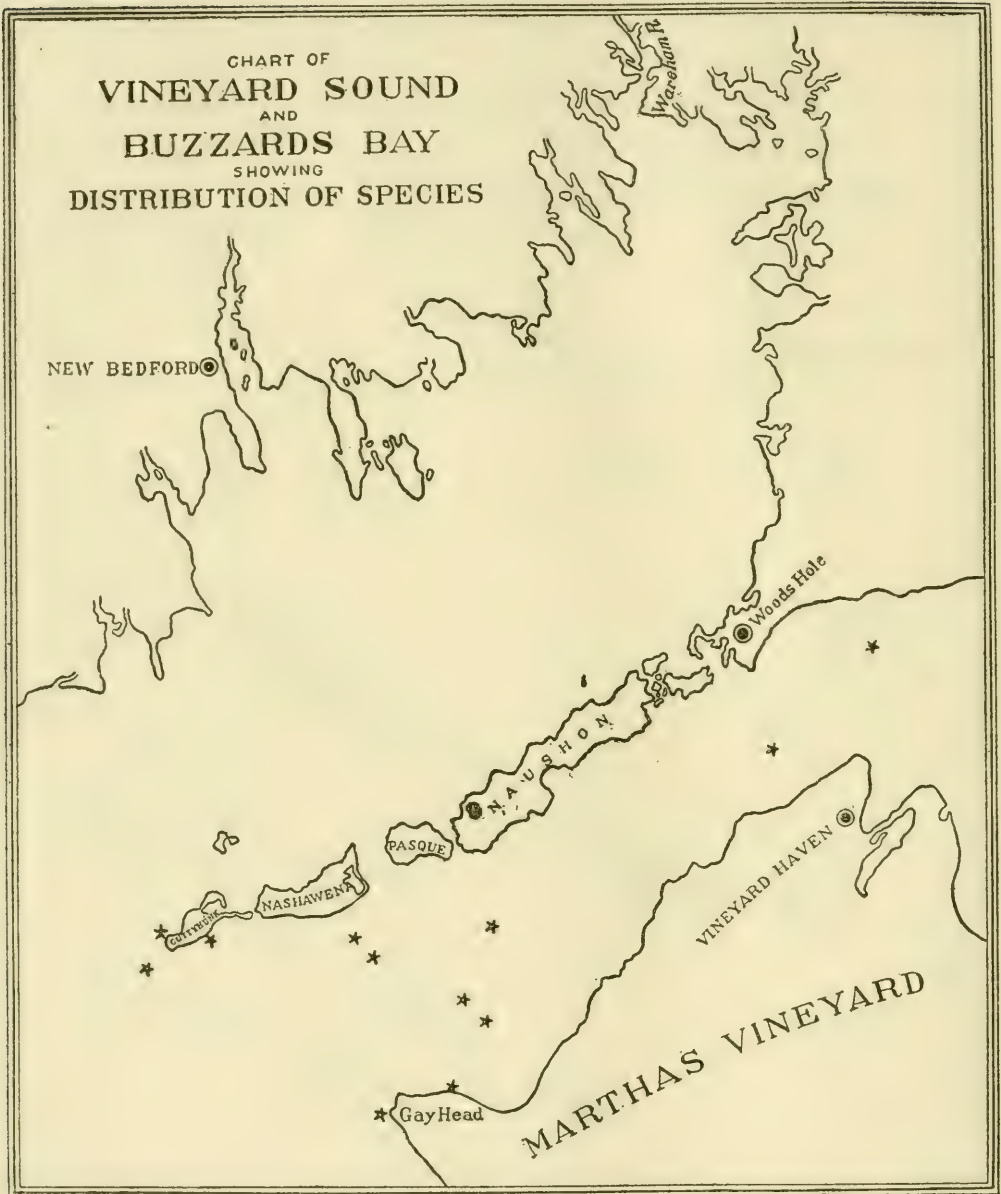 CHART OF
VINEYARD SOUND
AND
BUZZARDS BAY
SHOWING
DISTRIBUTION OF SPECIES
Wareham R.
NEW BEDFORD
Woods Hole
NAUSHON
PASQUE
NASHAWENA
CUTTYHUNK
VINEYARD HAVEN
MARTHAS VINEYARD
Gay Head